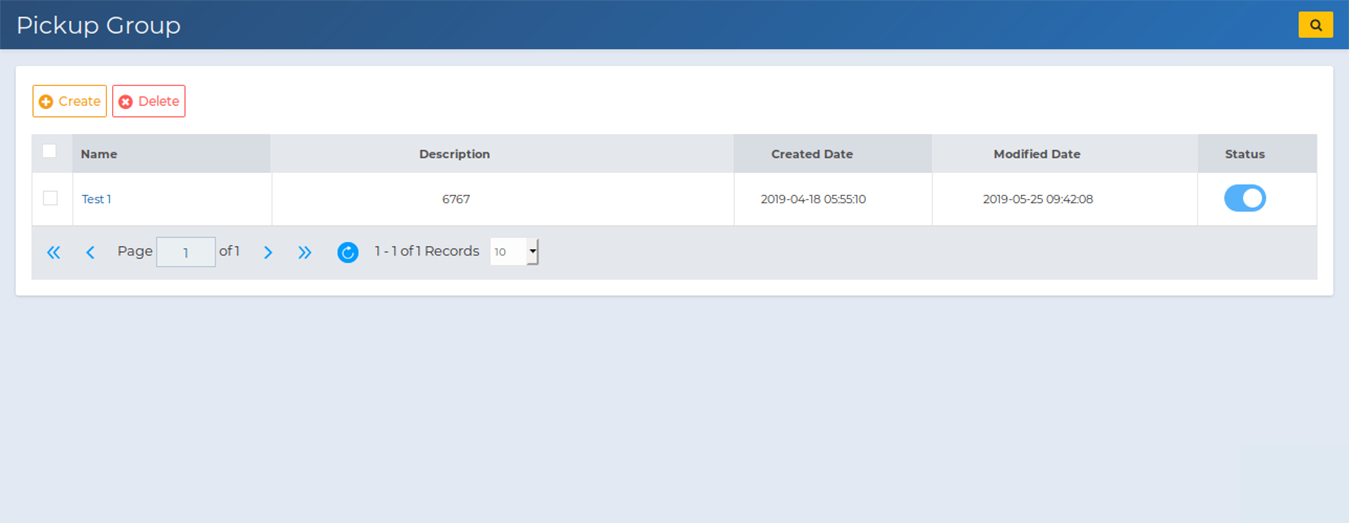 Pickup Group
Create Delete
Name Description Created Date Modified Date Status
Test 1 6767 2019-04-18 05:55:10 2019-05-25 09:42:08
Page 1 of 1 1 - 1 of 1 Records 10